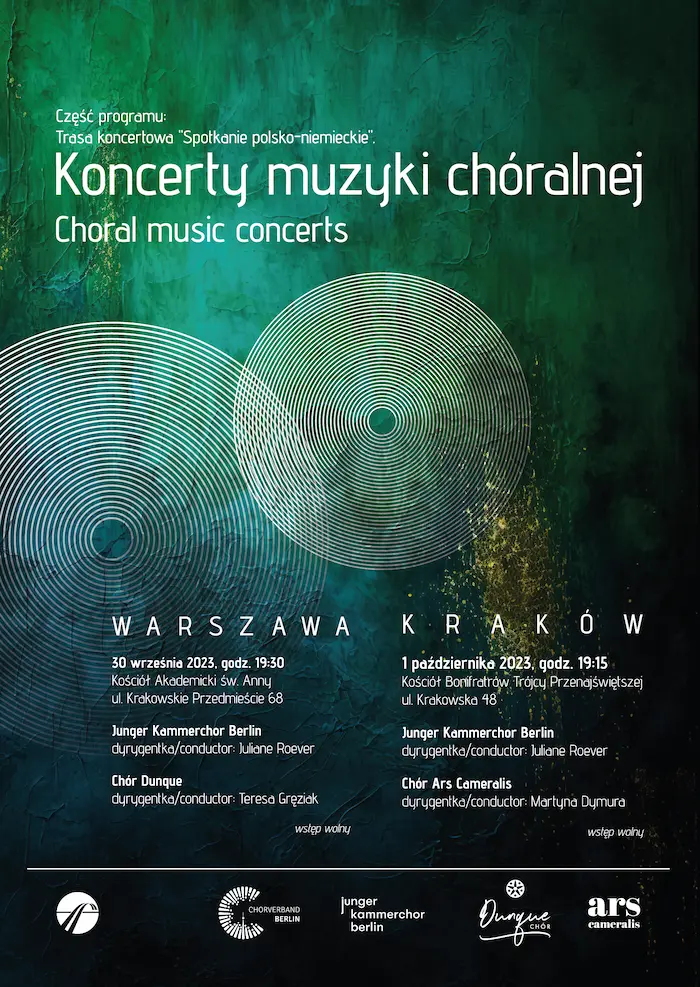 Część programu:
Trasa koncertowa "Spotkanie polsko-niemieckie".
Koncerty muzyki chóralnej
Choral music concerts
WARSZAWA
30 września 2023, godz. 19:30
Kościół Akademicki św. Anny
ul. Krakowskie Przedmieście 68
Junger Kammerchor Berlin
dyrygentka/conductor: Juliane Roever
Chór Dunque
dyrygentka/conductor: Teresa Gręziak
wstęp wolny
KRAKÓW
1 października 2023, godz. 19:15
Kościół Bonifratrów Trójcy Przenajświętszej
ul. Krakowska 48
Junger Kammerchor Berlin
dyrygentka/conductor: Juliane Roever
Chór Ars Cameralis
dyrygentka/conductor: Martyna Dymura
wstęp wolny
CHORVERBAND
BERLIN
junger
kammerchor
berlin
Dunque
CHÓR
ars
cameralis